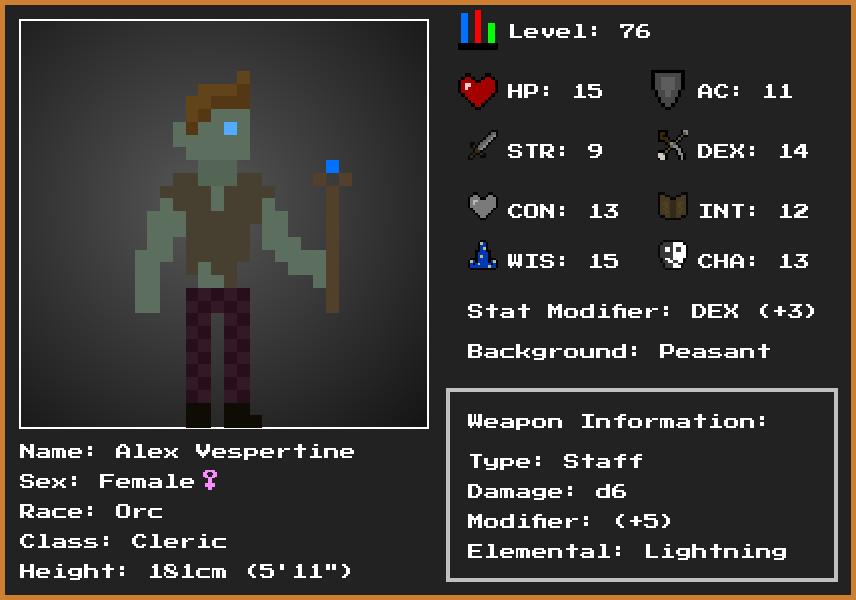 Level: 76
HP: 15
AC: 11
STR: 9
DEX: 14
CON: 13
INT: 12
WIS: 15
CHA: 13
Stat Modifier: DEX (+3)
Background: Peasant
Weapon Information:
Type: Staff
Damage: d6
Modifier: (+5)
Elemental: Lightning
Name: Alex Vespertine
Sex: Female♀
Race: Orc
Class: Cleric
Height: 181cm (5'11")